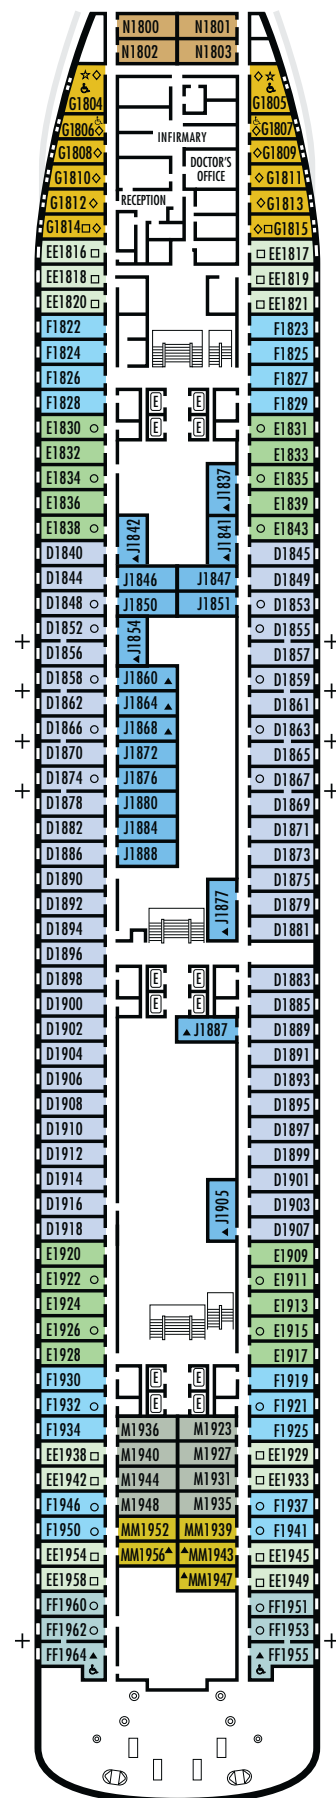 N1800 N1801
N1802 N1803
G1804 G1805
G1806 G1807
INFIRMARY
G1808 G1809
DOCTOR'S
OFFICE
G1810 G1811
RECEPTION
G1812 G1813
G1814 G1815
EE1816 EE1817
EE1818 EE1819
EE1820 EE1821
F1822 F1823
F1824 F1825
F1826 F1827
F1828 E E F1829
E1830 E E E1831
E1832 E1833
E1834 J1837 E1835
E1836 E1839
E1838 J1842 J1841 E1843
D1840 D1845
D1844 J1846 J1847 D1849
D1848 J1850 J1851 D1853
D1852 J1854 D1855
D1856 D1857
D1858 J1860 D1859
D1862 J1864 D1861
D1866 J1868 D1863
D1870 J1872 D1865
D1874 J1876 D1867
D1878 J1880 D1869
D1882 J1884 D1871
D1886 J1888 D1873
D1890 D1875
D1892 J1877 D1879
D1894 D1881
D1896
D1898 E E D1883
D1900 E E D1885
D1902 J1887 D1889
D1904 D1891
D1906 D1893
D1908 D1895
D1910 D1897
D1912 D1899
D1914 D1901
D1916 J1905 D1903
D1918 D1907
E1920 E1909
E1922 E1911
E1924 E1913
E1926 E1915
E1928 E1917
F1930 E E F1919
F1932 E E F1921
F1934 M1936 M1923 F1925
EE1938 M1940 M1927 EE1929
EE1942 M1944 M1931 EE1933
F1946 M1948 M1935 F1937
F1950 MM1952 MM1939 F1941
EE1954 MM1956 MM1943 EE1945
EE1958 MM1947 EE1949
FF1960 FF1951
FF1962 FF1953
FF1964 FF1955